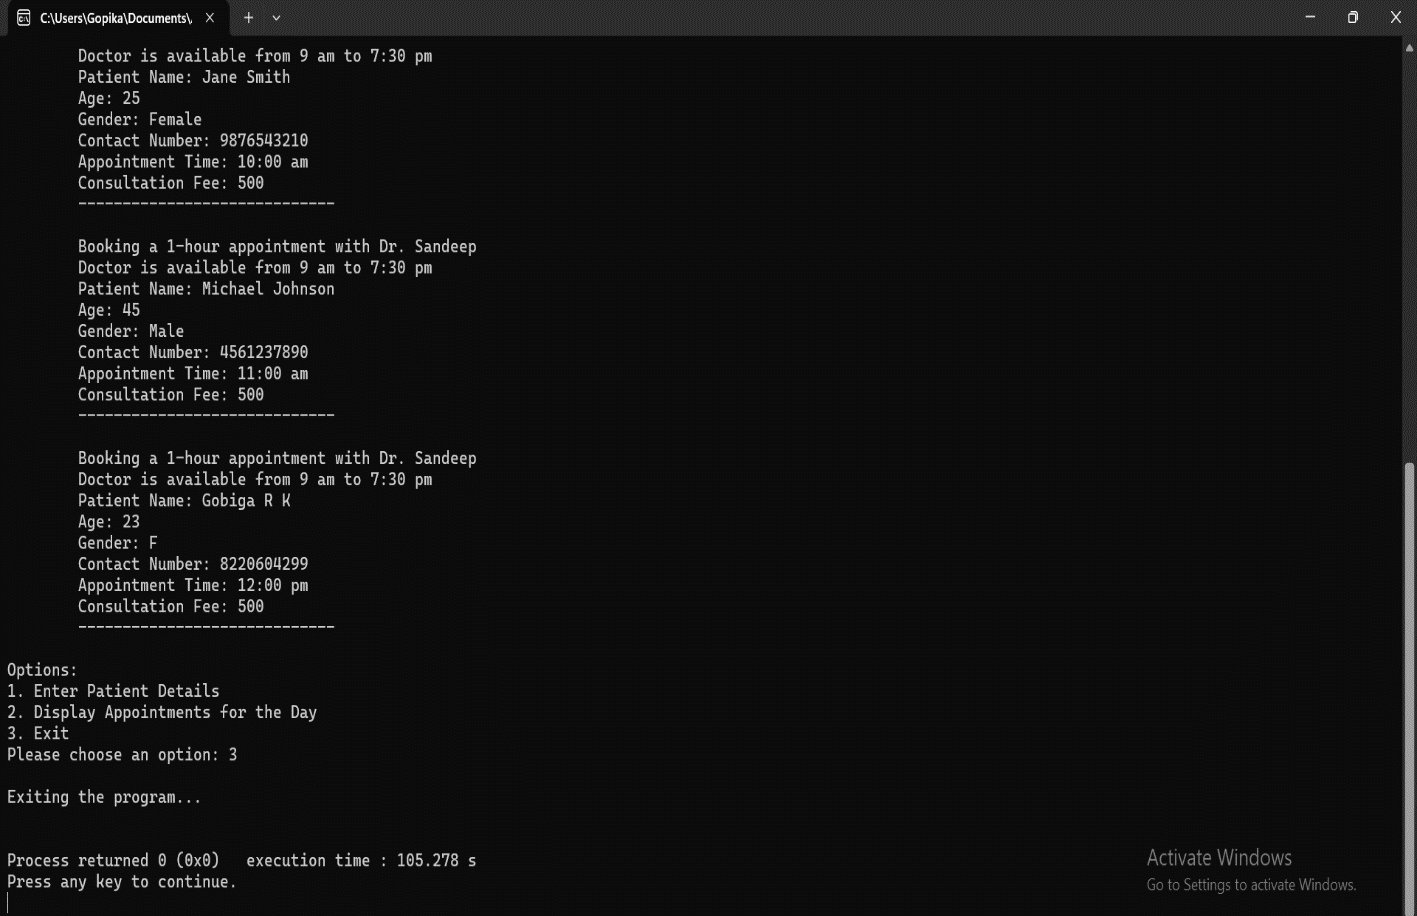 C:\Users\Gopika\Documents\.
Doctor is available from 9 am to 7:30 pm
Patient Name: Jane Smith
Age: 25
Gender: Female
Contact Number: 9876543210
Appointment Time: 10:00 am
Consultation Fee: 500
-----------------------------
Booking a 1-hour appointment with Dr. Sandeep
Doctor is available from 9 am to 7:30 pm
Patient Name: Michael Johnson
Age: 45
Gender: Male
Contact Number: 4561237890
Appointment Time: 11:00 am
Consultation Fee: 500
-----------------------------
Booking a 1-hour appointment with Dr. Sandeep
Doctor is available from 9 am to 7:30 pm
Patient Name: Gobiga R K
Age: 23
Gender: F
Contact Number: 8220604299
Appointment Time: 12:00 pm
Consultation Fee: 500
-----------------------------
Options:
1. Enter Patient Details
2. Display Appointments for the Day
3. Exit
Please choose an option: 3
Exiting the program...
Process returned 0 (0x0)   execution time : 105.278 s
Press any key to continue.
Activate Windows
Go to Settings to activate Windows.